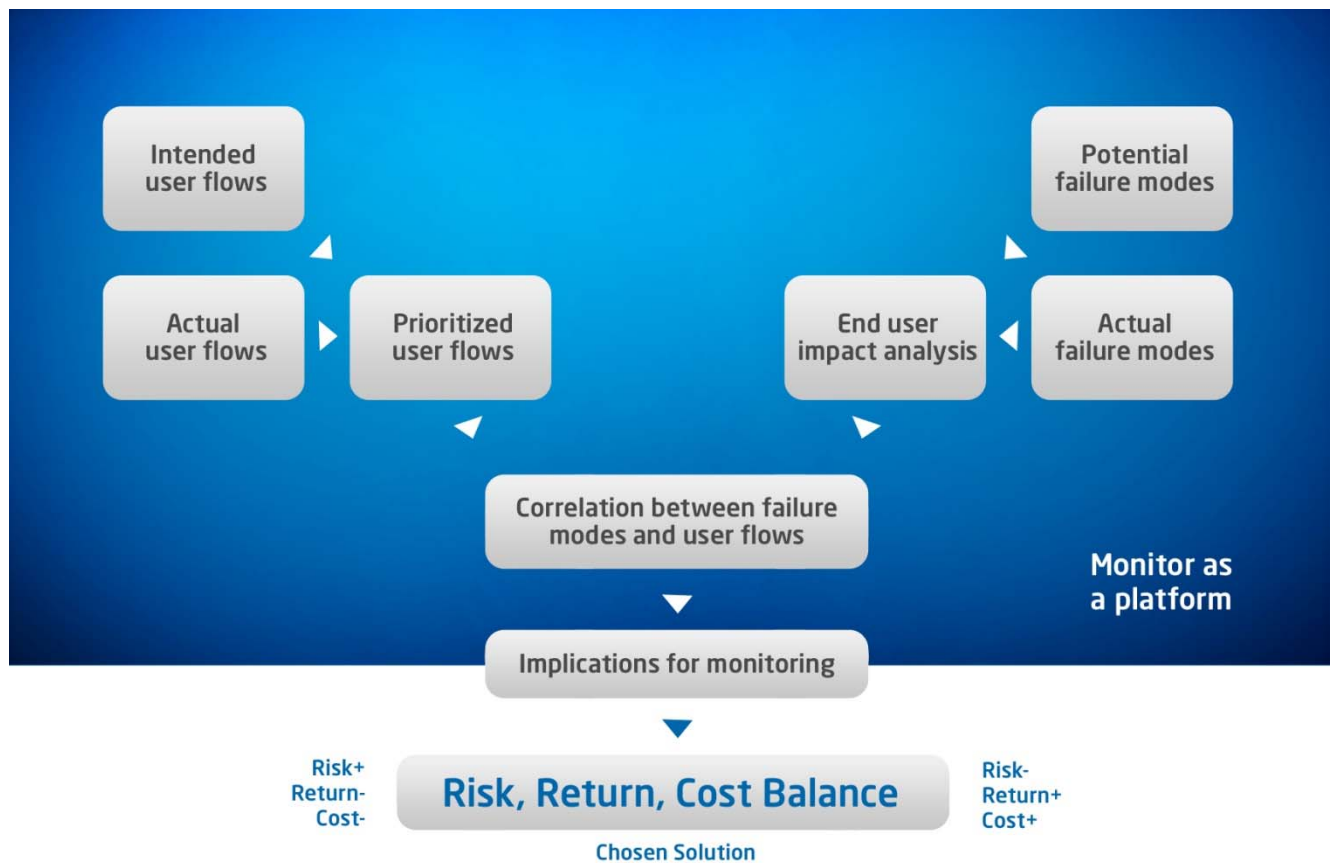 Intended
user flows
Potential
failure modes
Actual
user flows
Prioritized
user flows
End user
impact analysis
Actual
failure modes
Correlation between failure
modes and user flows
Monitor as
a platform
Implications for monitoring
Risk+
Return-
Cost-
Risk, Return, Cost Balance
Risk-
Return+
Cost+
Chosen Solution